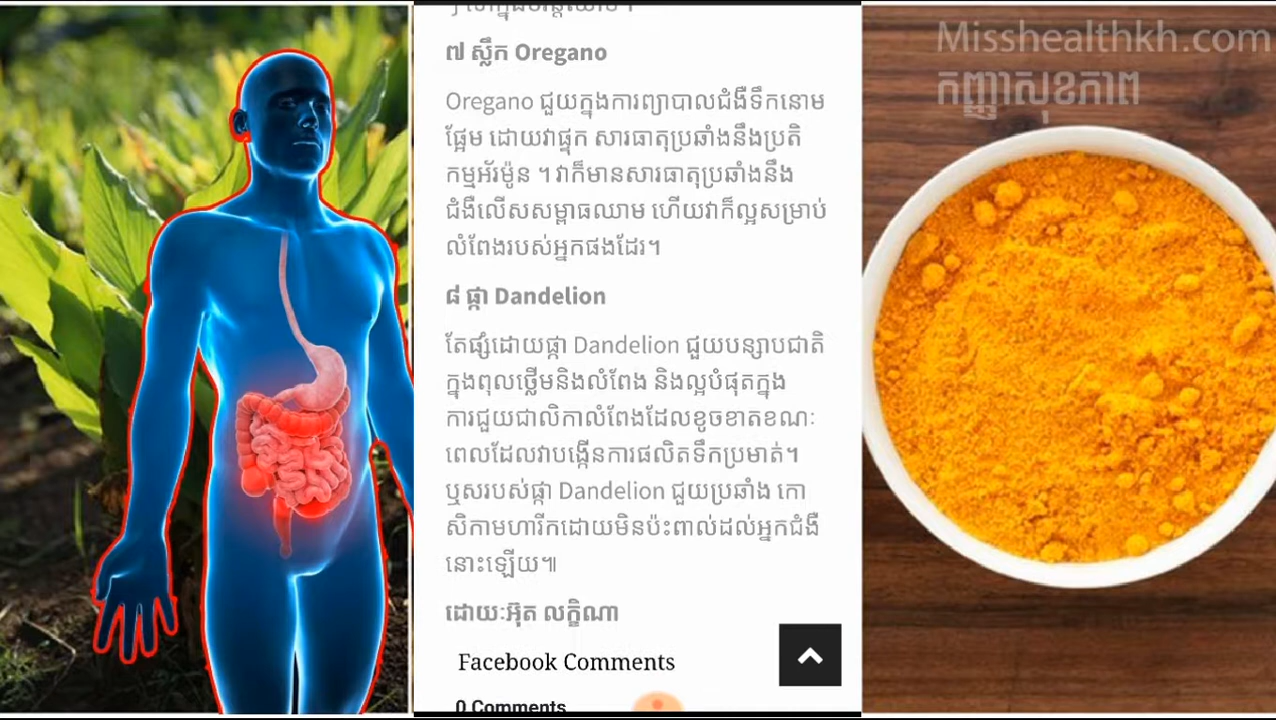 ៧ ស្លឹក Oregano
Oregano ជួយក្នុងការព្យាបាលជំងឺទឹកនោម
ផ្អែម ដោយវាផ្ទុក សារធាតុប្រឆាំងនឹងប្រតិ
កម្មអ័រម៉ូន ។ វាក៏មានសារធាតុប្រឆាំងនឹង
ជំងឺលើសសម្ពាធឈាម ហើយវាក៏ល្អសម្រាប់
លំពែងរបស់អ្នកផងដែរ។
៨ ផ្កា Dandelion
តែផ្សំដោយផ្កា Dandelion ជួយបន្សាបជាតិ
ក្នុងពុលថ្លើមនិងលំពែង និងល្អបំផុតក្នុង
ការជួយជាលិកាលំពែងដែលខូចខាតខណៈ
ពេលដែលវាបង្កើនការផលិតទឹកប្រមាត់។
ឬសរបស់ផ្កា Dandelion ជួយប្រឆាំង កោ
សិកាមហារីកដោយមិនប៉ះពាល់ដល់អ្នកជំងឺ
នោះឡើយ៕
ដោយៈអ៊ុត លក្ខិណា
Facebook Comments
0 Comments
Misshealthkh.com
កញ្ញាសុខភាព